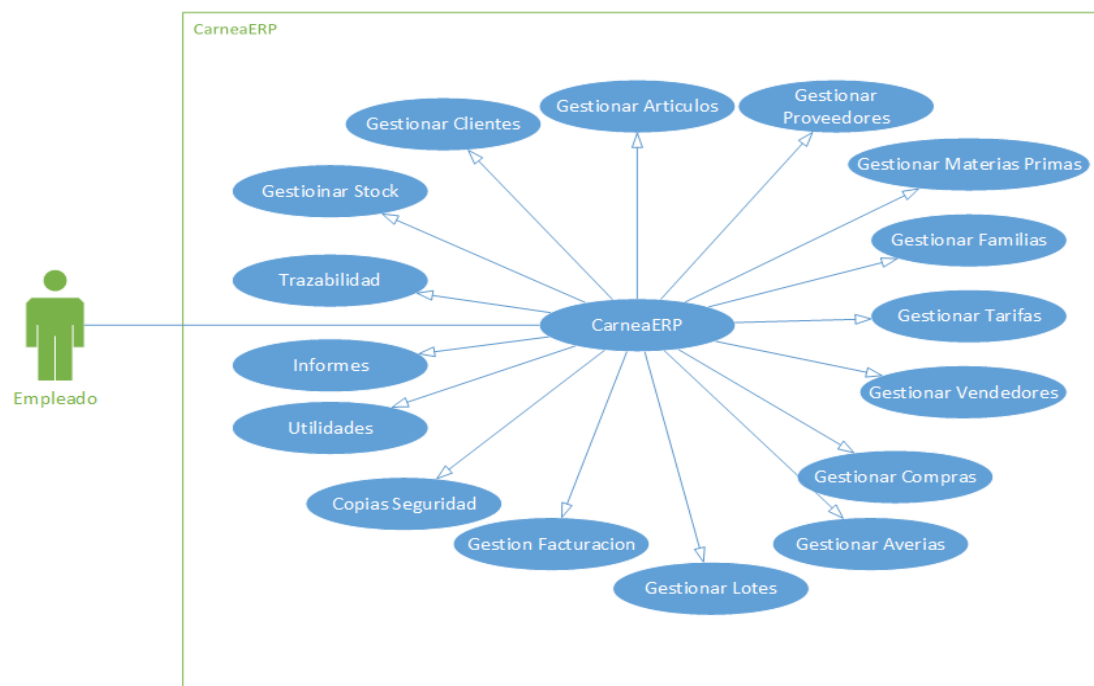 CarneaERP
Gestionar Articulos
Gestionar
Proveedores
Gestionar Clientes
Gestionar Materias Primas
Gestioinar Stock
Gestionar Familias
Trazabilidad
Gestionar Tarifas
CarneaERP
Informes
Gestionar Vendedores
Empleado
Utilidades
Gestionar Compras
Copias Seguridad
Gestion Facturacion
Gestionar Averias
Gestionar Lotes